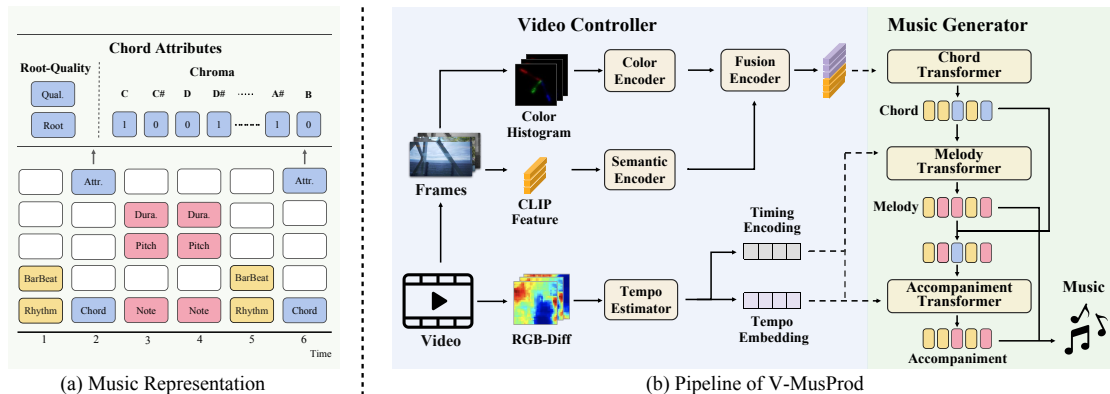 Chord Attributes
Root-Quality
Chroma
Qual.
Root
C C# D D# ····· A# B
1 0 0 1 ------ 1 0
Attr. Attr.
Dura. Dura.
Pitch Pitch
BarBeat BarBeat
Rhythm Chord Note Note Rhythm Chord
1 2 3 4 5 6
Time
(a) Music Representation
Video Controller
Color
Histogram
Color
Encoder
Fusion
Encoder
Frames
CLIP
Feature
Semantic
Encoder
Video
RGB-Diff
Tempo
Estimator
Timing
Encoding
Tempo
Embedding
Music Generator
Chord
Transformer
Chord
Melody
Transformer
Melody
Accompaniment
Transformer
Accompaniment
Music
(b) Pipeline of V-MusProd